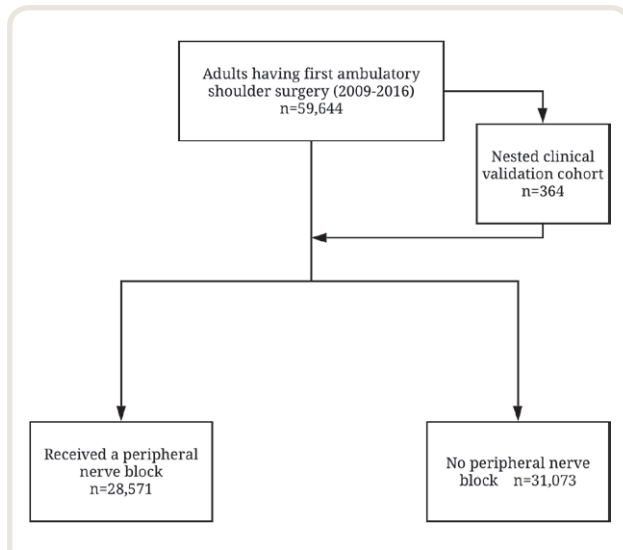 Adults having first ambulatory
shoulder surgery (2009-2016)
n=59,644
Nested clinical
validation cohort
n=364
Received a peripheral
nerve block
n=28,571
No peripheral nerve
block n=31,073